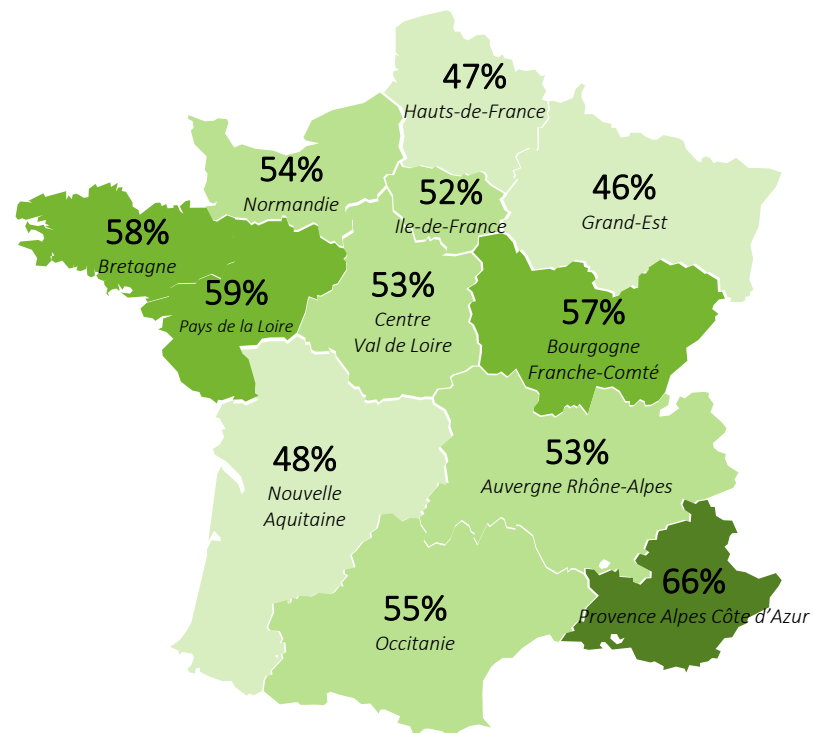 47%
Hauts-de-France
54%
Normandie
52%
Ile-de-France
46%
Grand-Est
58%
Bretagne
59%
Pays de la Loire
53%
Centre
Val de Loire
57%
Bourgogne
Franche-Comté
48%
Nouvelle
Aquitaine
53%
Auvergne Rhône-Alpes
55%
Occitanie
66%
Provence Alpes Côte d’Azur